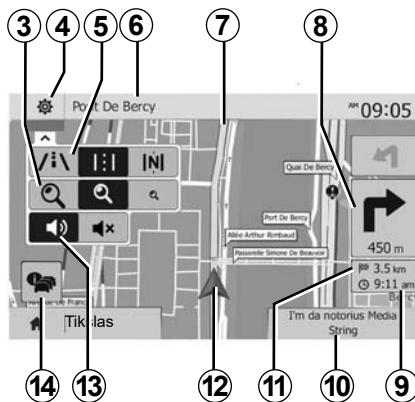 3
4
5
6
7
8
Pont De Bercy
AM 09:05
N
Quai De Bercy
Port De Bercy
Allée Arthur Rimbaud
Passerelle Simone De Beauvoir
450 m
3.5 km
9:11 am
Tikslas
I'm da notorius Media
String
14
13
12
11
10
9